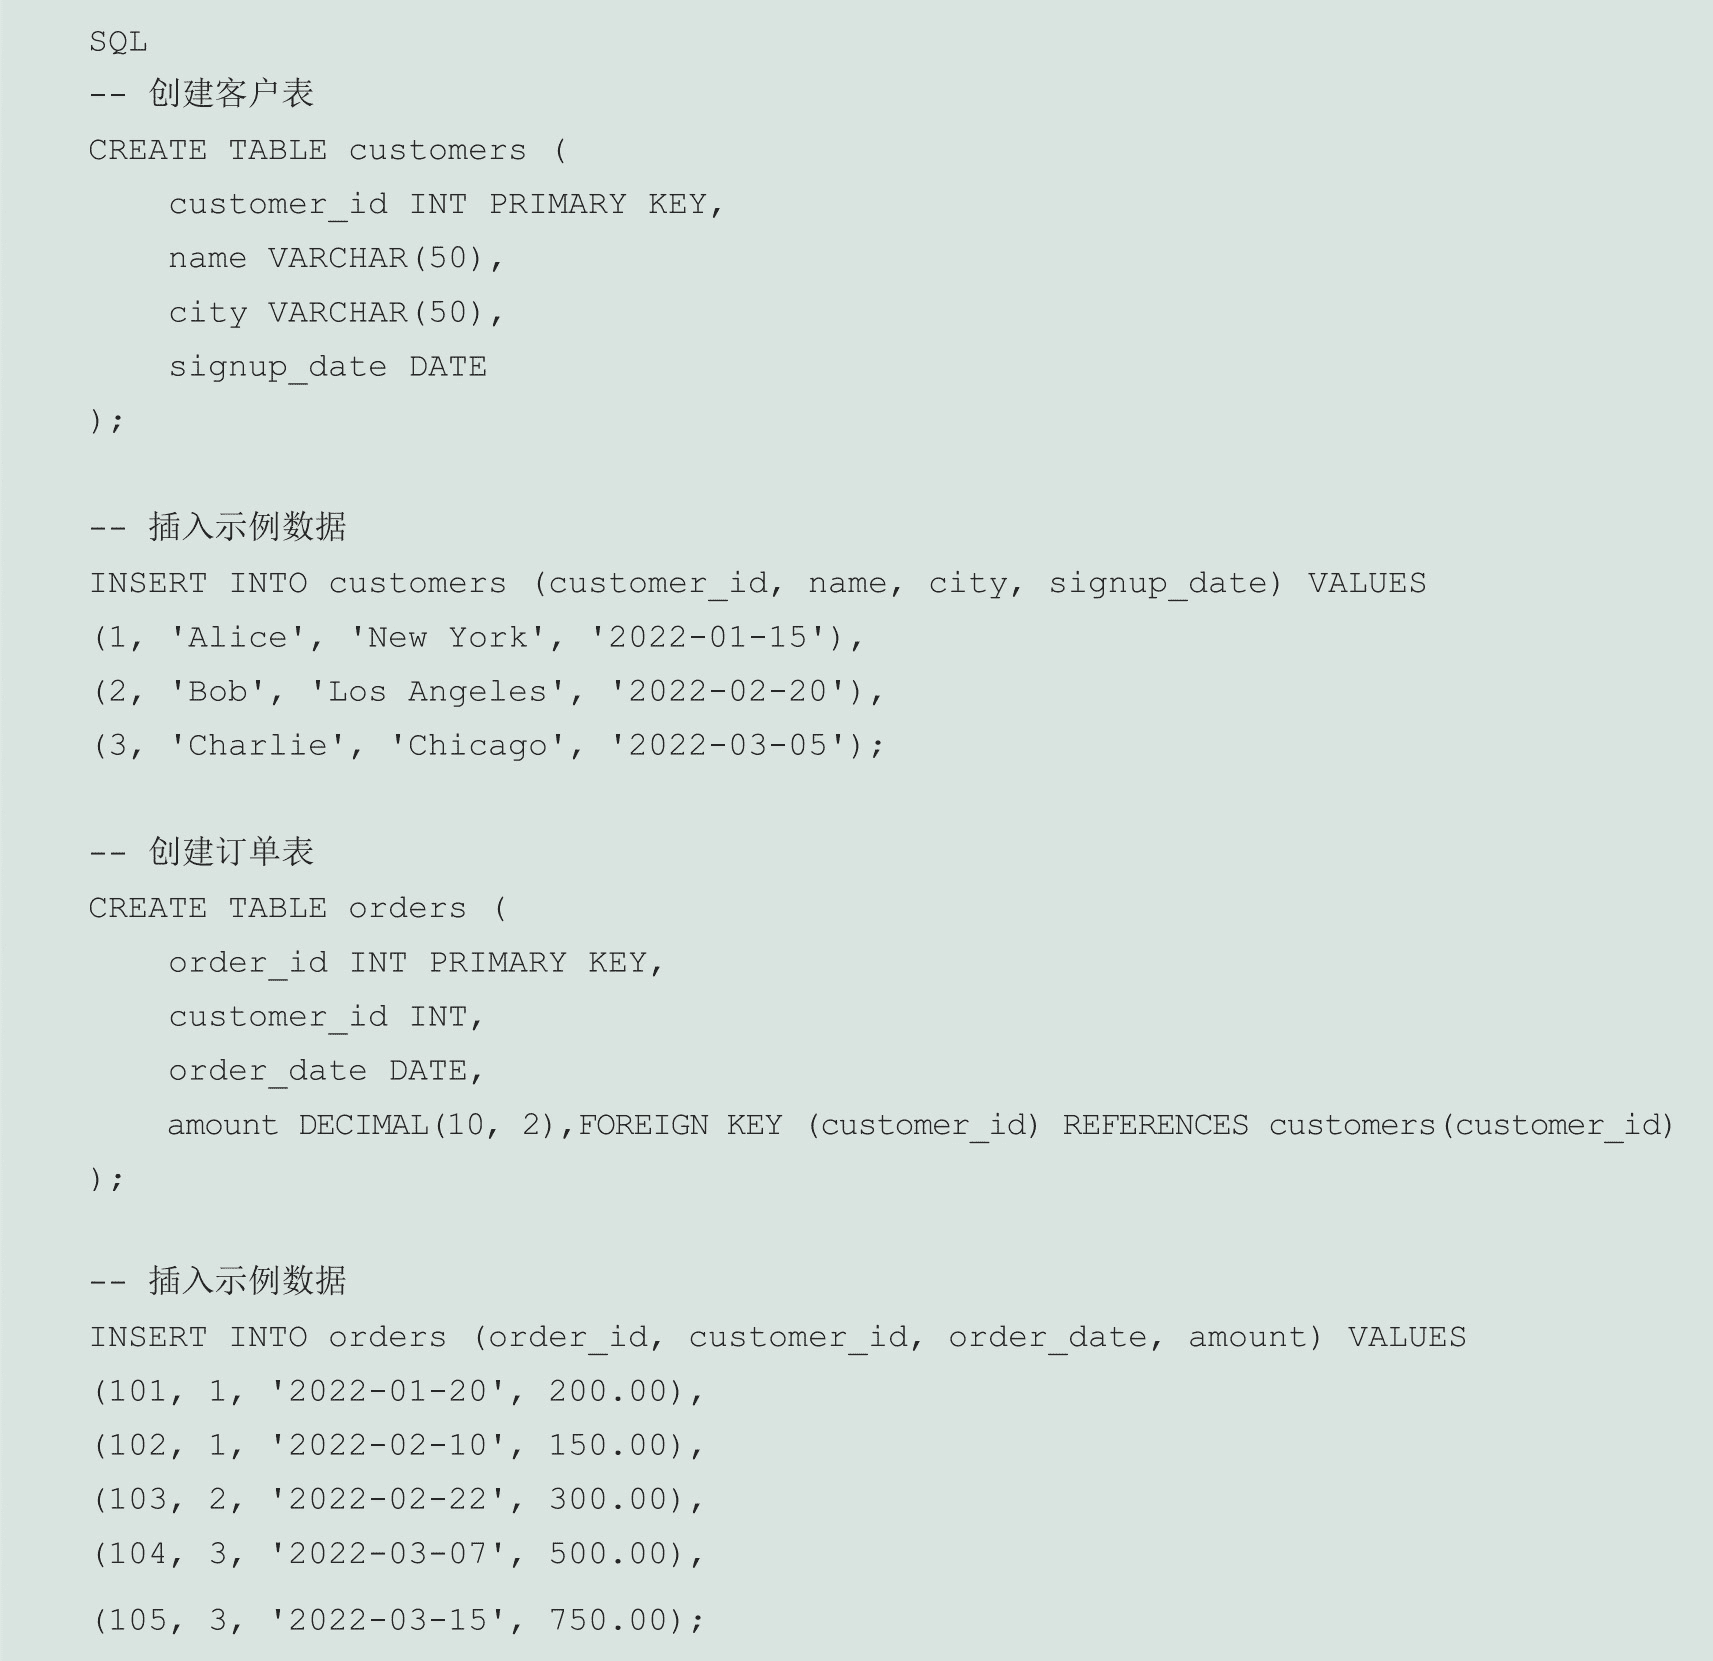 SQL
-- 创建客户表
CREATE TABLE customers (
    customer_id INT PRIMARY KEY,
    name VARCHAR(50),
    city VARCHAR(50),
    signup_date DATE
);
-- 插入示例数据
INSERT INTO customers (customer_id, name, city, signup_date) VALUES
(1, 'Alice', 'New York', '2022-01-15'),
(2, 'Bob', 'Los Angeles', '2022-02-20'),
(3, 'Charlie', 'Chicago', '2022-03-05');
-- 创建订单表
CREATE TABLE orders (
    order_id INT PRIMARY KEY,
    customer_id INT,
    order_date DATE,
    amount DECIMAL(10, 2),FOREIGN KEY (customer_id) REFERENCES customers(customer_id)
);
-- 插入示例数据
INSERT INTO orders (order_id, customer_id, order_date, amount) VALUES
(101, 1, '2022-01-20', 200.00),
(102, 1, '2022-02-10', 150.00),
(103, 2, '2022-02-22', 300.00),
(104, 3, '2022-03-07', 500.00),
(105, 3, '2022-03-15', 750.00);